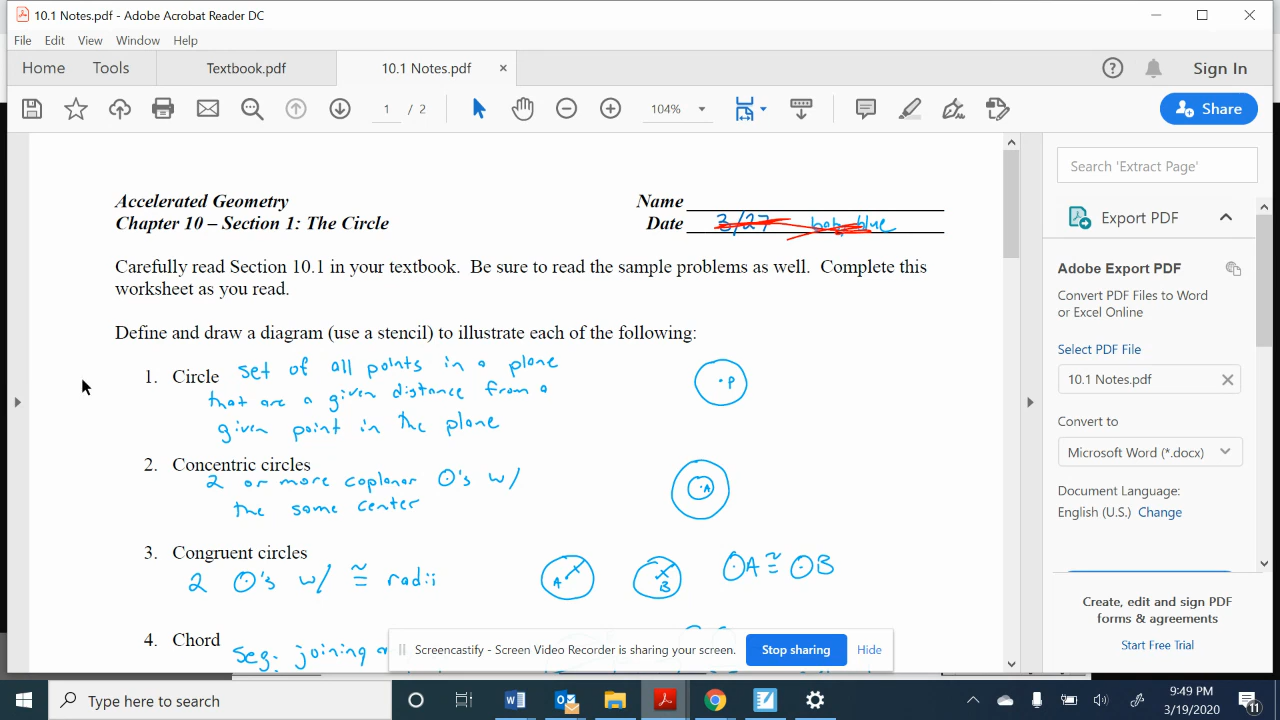 10.1 Notes.pdf - Adobe Acrobat Reader DC
File Edit View Window Help
Home Tools Textbook.pdf 10.1 Notes.pdf × Sign In
1 / 2 104% Share
Search 'Extract Page'
Accelerated Geometry Name
Chapter 10 – Section 1: The Circle Date 3/27 blue
Export PDF
Carefully read Section 10.1 in your textbook. Be sure to read the sample problems as well. Complete this
worksheet as you read.
Adobe Export PDF
Convert PDF Files to Word
or Excel Online
Define and draw a diagram (use a stencil) to illustrate each of the following:
Select PDF File
10.1 Notes.pdf
1. Circle set of all points in a plane
that are a given distance from a
given point in the plane
P
Convert to
Microsoft Word (*.docx)
2. Concentric circles
2 or more coplanar ⊙'s w/
the same center
A
Document Language:
English (U.S.) Change
3. Congruent circles
2 ⊙'s w/ ≅ radii
A B ⊙A ≅ ⊙B
Create, edit and sign PDF
forms & agreements
Start Free Trial
4. Chord seg. joining
Screencastify - Screen Video Recorder is sharing your screen. Stop sharing Hide
Type here to search
9:49 PM
3/19/2020
11